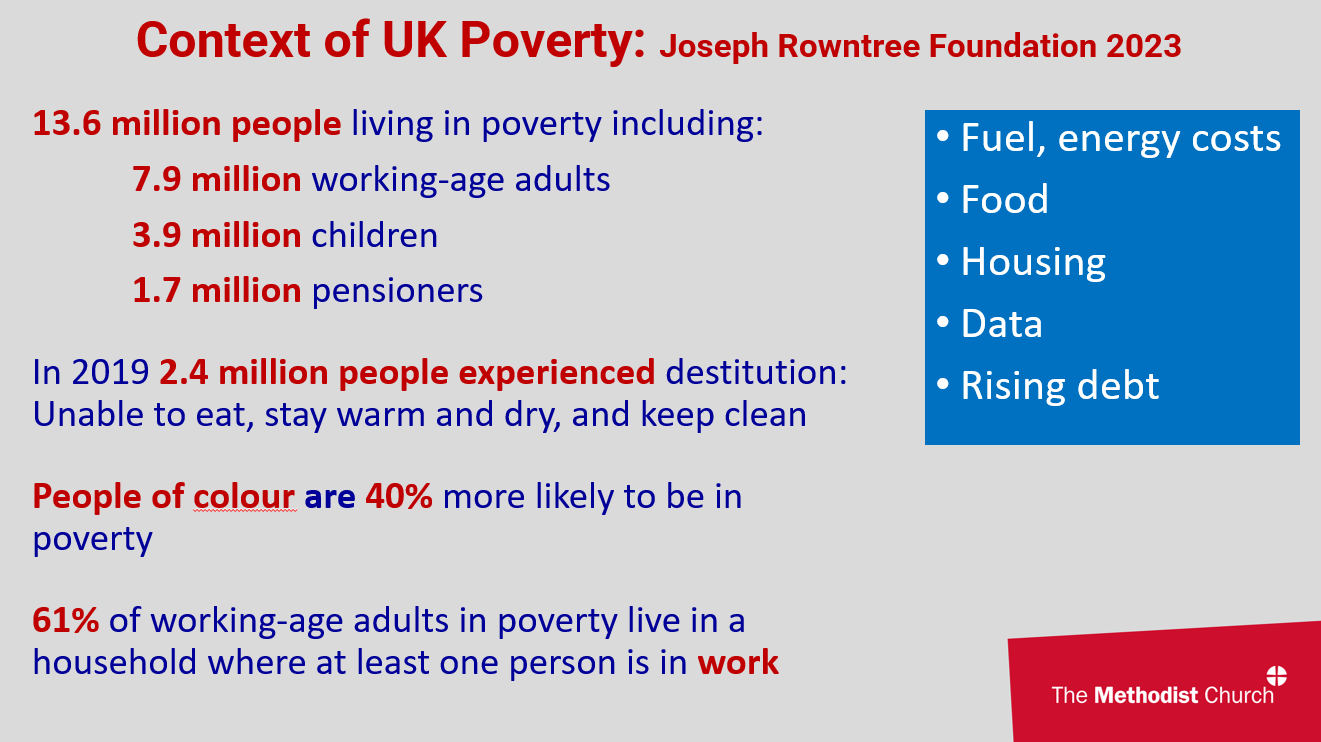 Context of UK Poverty: Joseph Rowntree Foundation 2023
13.6 million people living in poverty including:
7.9 million working-age adults
3.9 million children
1.7 million pensioners
In 2019 2.4 million people experienced destitution:
Unable to eat, stay warm and dry, and keep clean
People of colour are 40% more likely to be in
poverty
61% of working-age adults in poverty live in a
household where at least one person is in work
• Fuel, energy costs
• Food
• Housing
• Data
• Rising debt
The Methodist Church